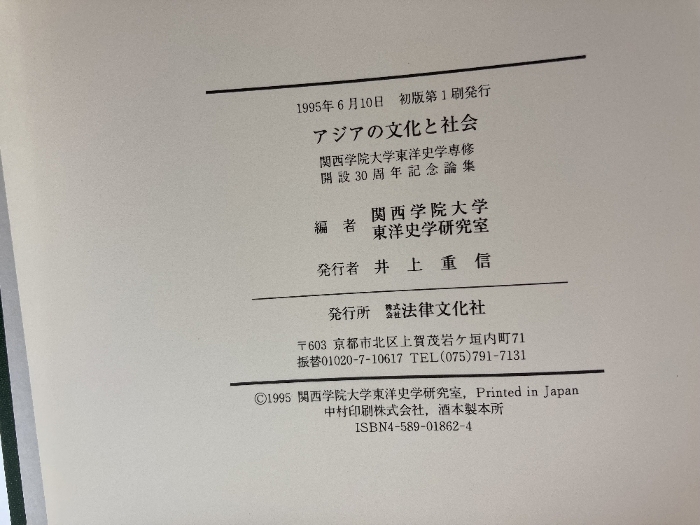 1995年6月10日 初版第1刷発行
アジアの文化と社会
関西学院大学東洋史学専修
開設30周年記念論集
編者 関西学院大学
東洋史学研究室
発行者 井上重信
発行所 株式会社法律文化社
〒603 京都市北区上賀茂岩ケ垣内町71
振替01020-7-10617 TEL(075)791-7131
©1995 関西学院大学東洋史学研究室, Printed in Japan
中村印刷株式会社, 酒本製本所
ISBN4-589-01862-4